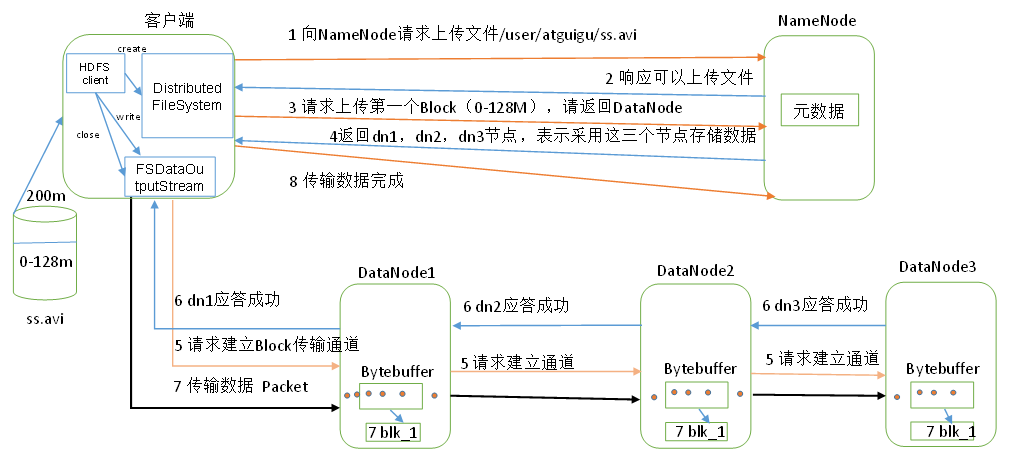 客户端
NameNode
1 向NameNode请求上传文件/user/atguigu/ss.avi
create
HDFS
client
Distributed
FileSystem
2 响应可以上传文件
3 请求上传第一个Block（0-128M），请返回DataNode
元数据
write
4返回dn1，dn2，dn3节点，表示采用这三个节点存储数据
close
FSDataOu
tputStream
8 传输数据完成
200m
0-128m
ss.avi
DataNode1
DataNode2
DataNode3
6 dn1应答成功
6 dn2应答成功
6 dn3应答成功
5 请求建立Block传输通道
5 请求建立通道
5 请求建立通道
7 传输数据 Packet
Bytebuffer
Bytebuffer
Bytebuffer
7 blk_1
7 blk_1
7 blk_1